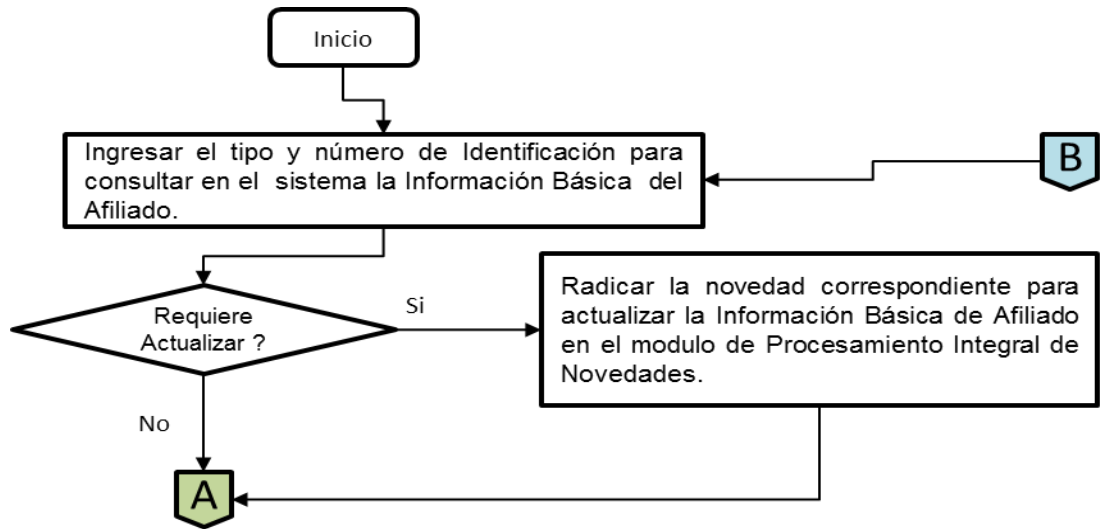 Inicio
Ingresar el tipo y número de Identificación para
consultar en el sistema la Información Básica del
Afiliado.
B
Requiere
Actualizar ?
Si
Radicar la novedad correspondiente para
actualizar la Información Básica de Afiliado
en el modulo de Procesamiento Integral de
Novedades.
No
A